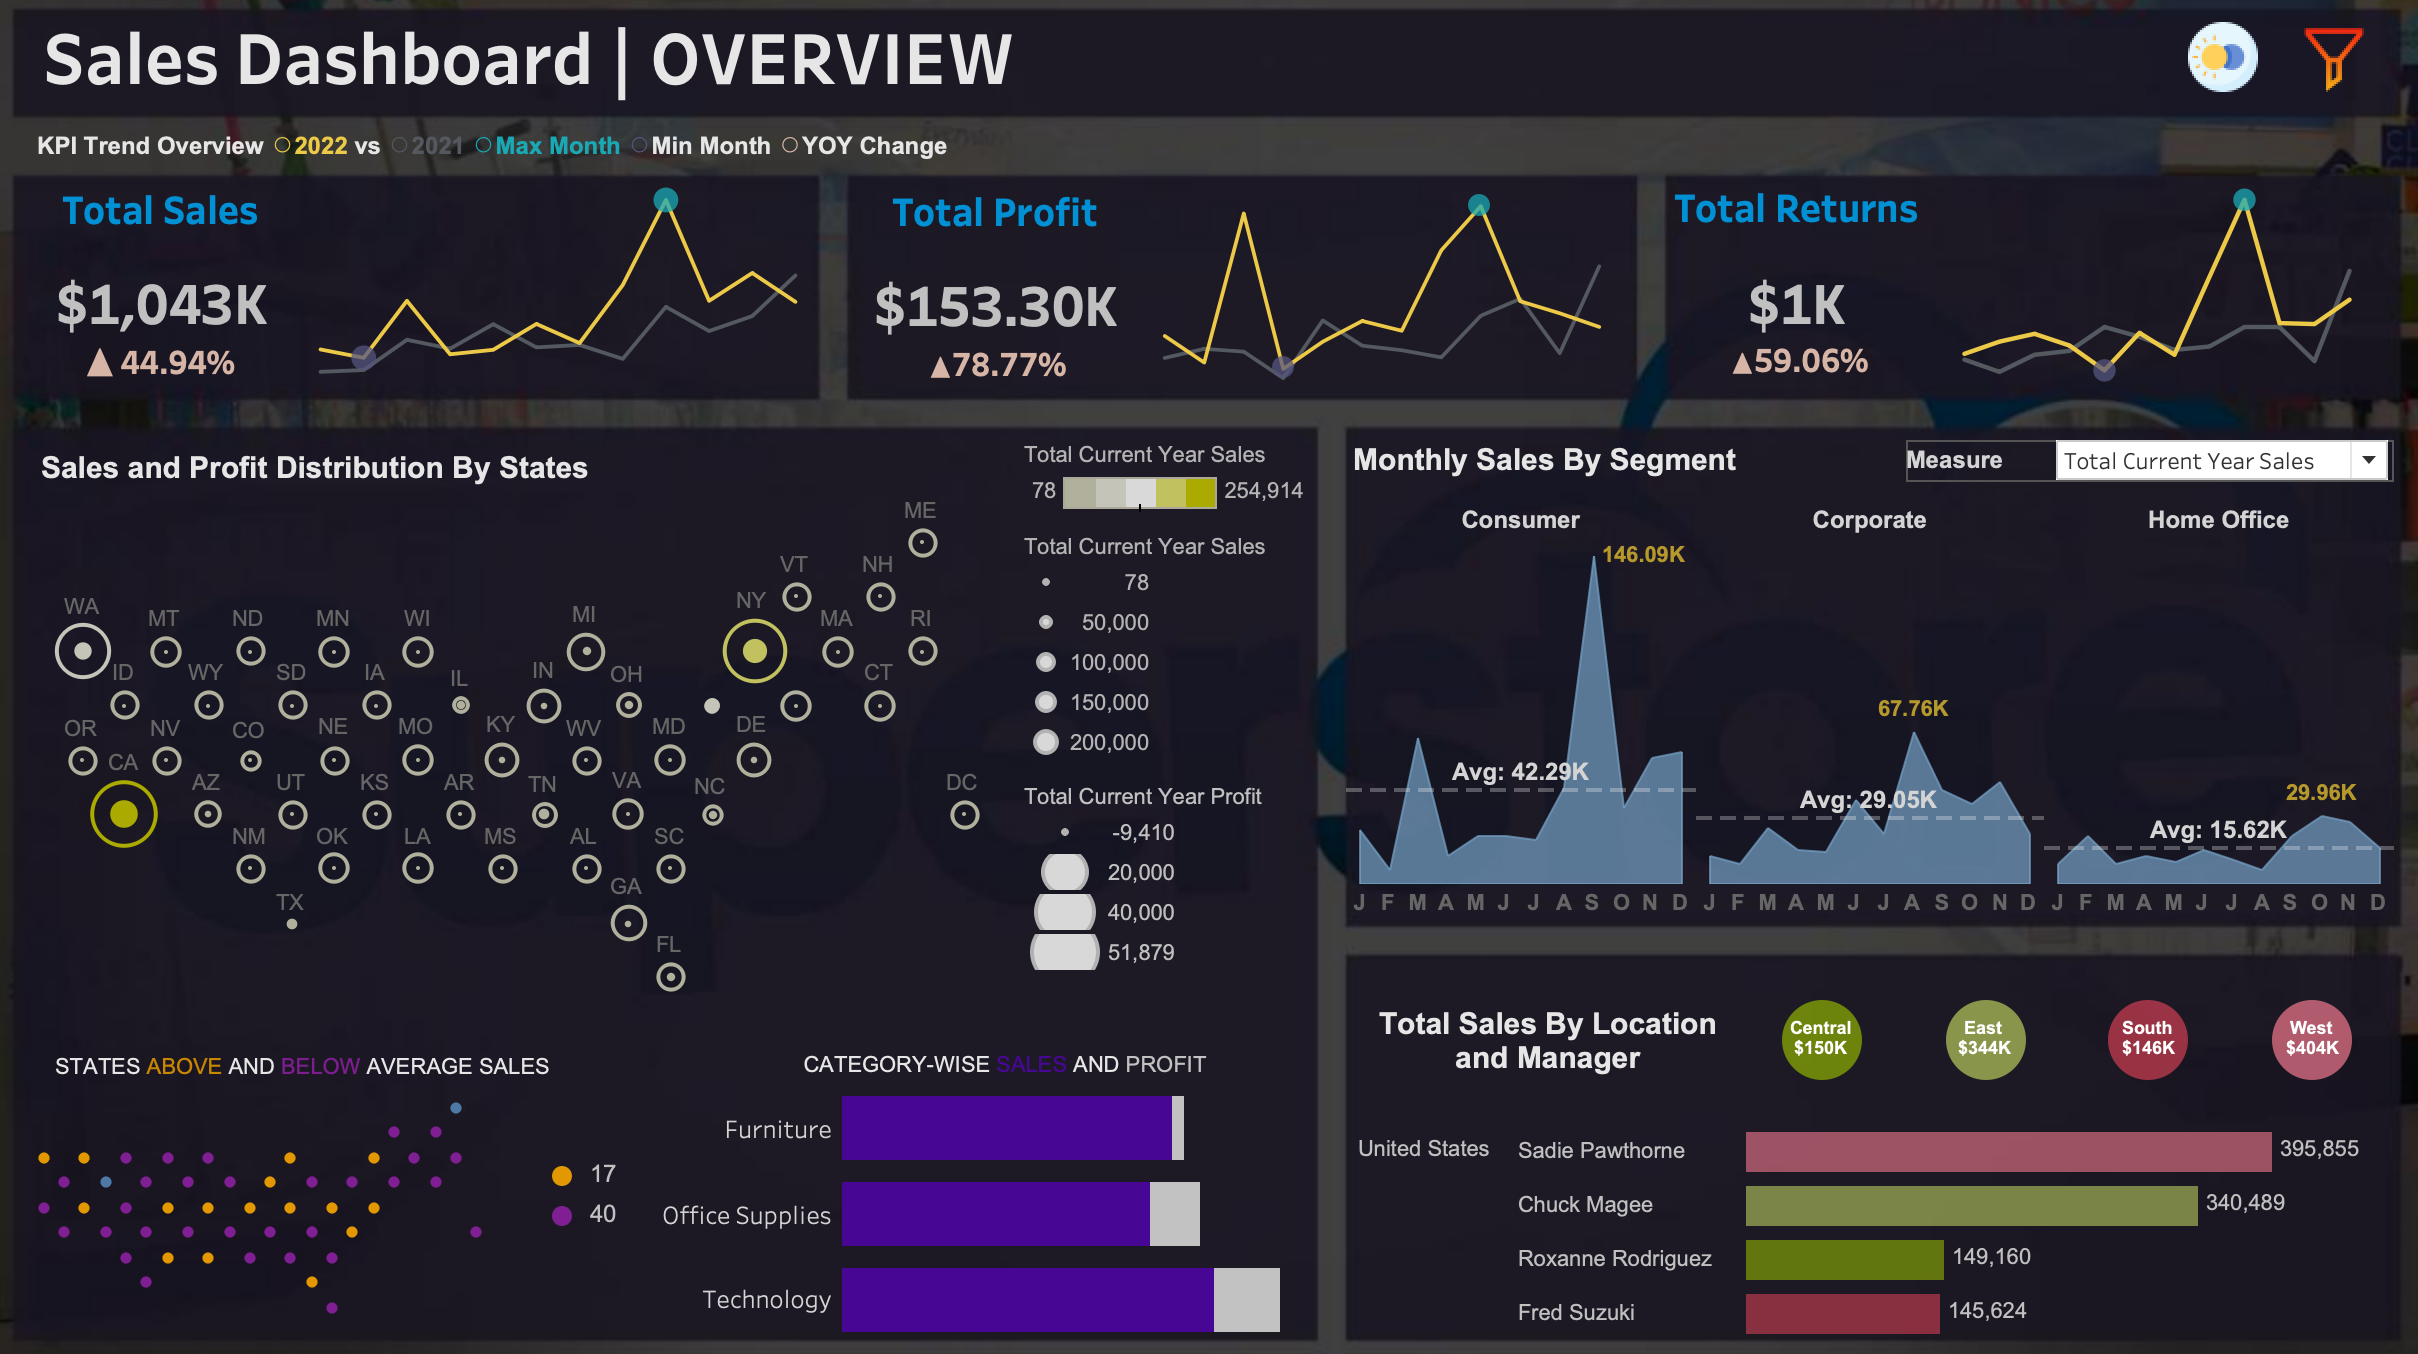 Sales Dashboard | OVERVIEW
KPI Trend Overview 2022 vs 2021 Max Month Min Month YOY Change
Total Sales
$1,043K
▲ 44.94%
Total Profit
$153.30K
▲78.77%
Total Returns
$1K
▲59.06%
Sales and Profit Distribution By States
ME
VT NH
WA MT ND MN WI MI NY MA RI
ID WY SD IA IL IN OH CT
OR NV CO NE MO KY WV MD DE
CA AZ UT KS AR TN VA NC DC
NM OK LA MS AL SC
TX GA
FL
Total Current Year Sales
78 254,914
Total Current Year Sales
78
50,000
100,000
150,000
200,000
Total Current Year Profit
-9,410
20,000
40,000
51,879
Monthly Sales By Segment
Measure Total Current Year Sales
Consumer Corporate Home Office
146.09K
67.76K
29.96K
Avg: 42.29K
Avg: 29.05K
Avg: 15.62K
J F M A M J J A S O N D J F M A M J J A S O N D J F M A M J J A S O N D
STATES ABOVE AND BELOW AVERAGE SALES
17
40
CATEGORY-WISE SALES AND PROFIT
Furniture
Office Supplies
Technology
Total Sales By Location
and Manager
Central
$150K
East
$344K
South
$146K
West
$404K
United States Sadie Pawthorne 395,855
Chuck Magee 340,489
Roxanne Rodriguez 149,160
Fred Suzuki 145,624